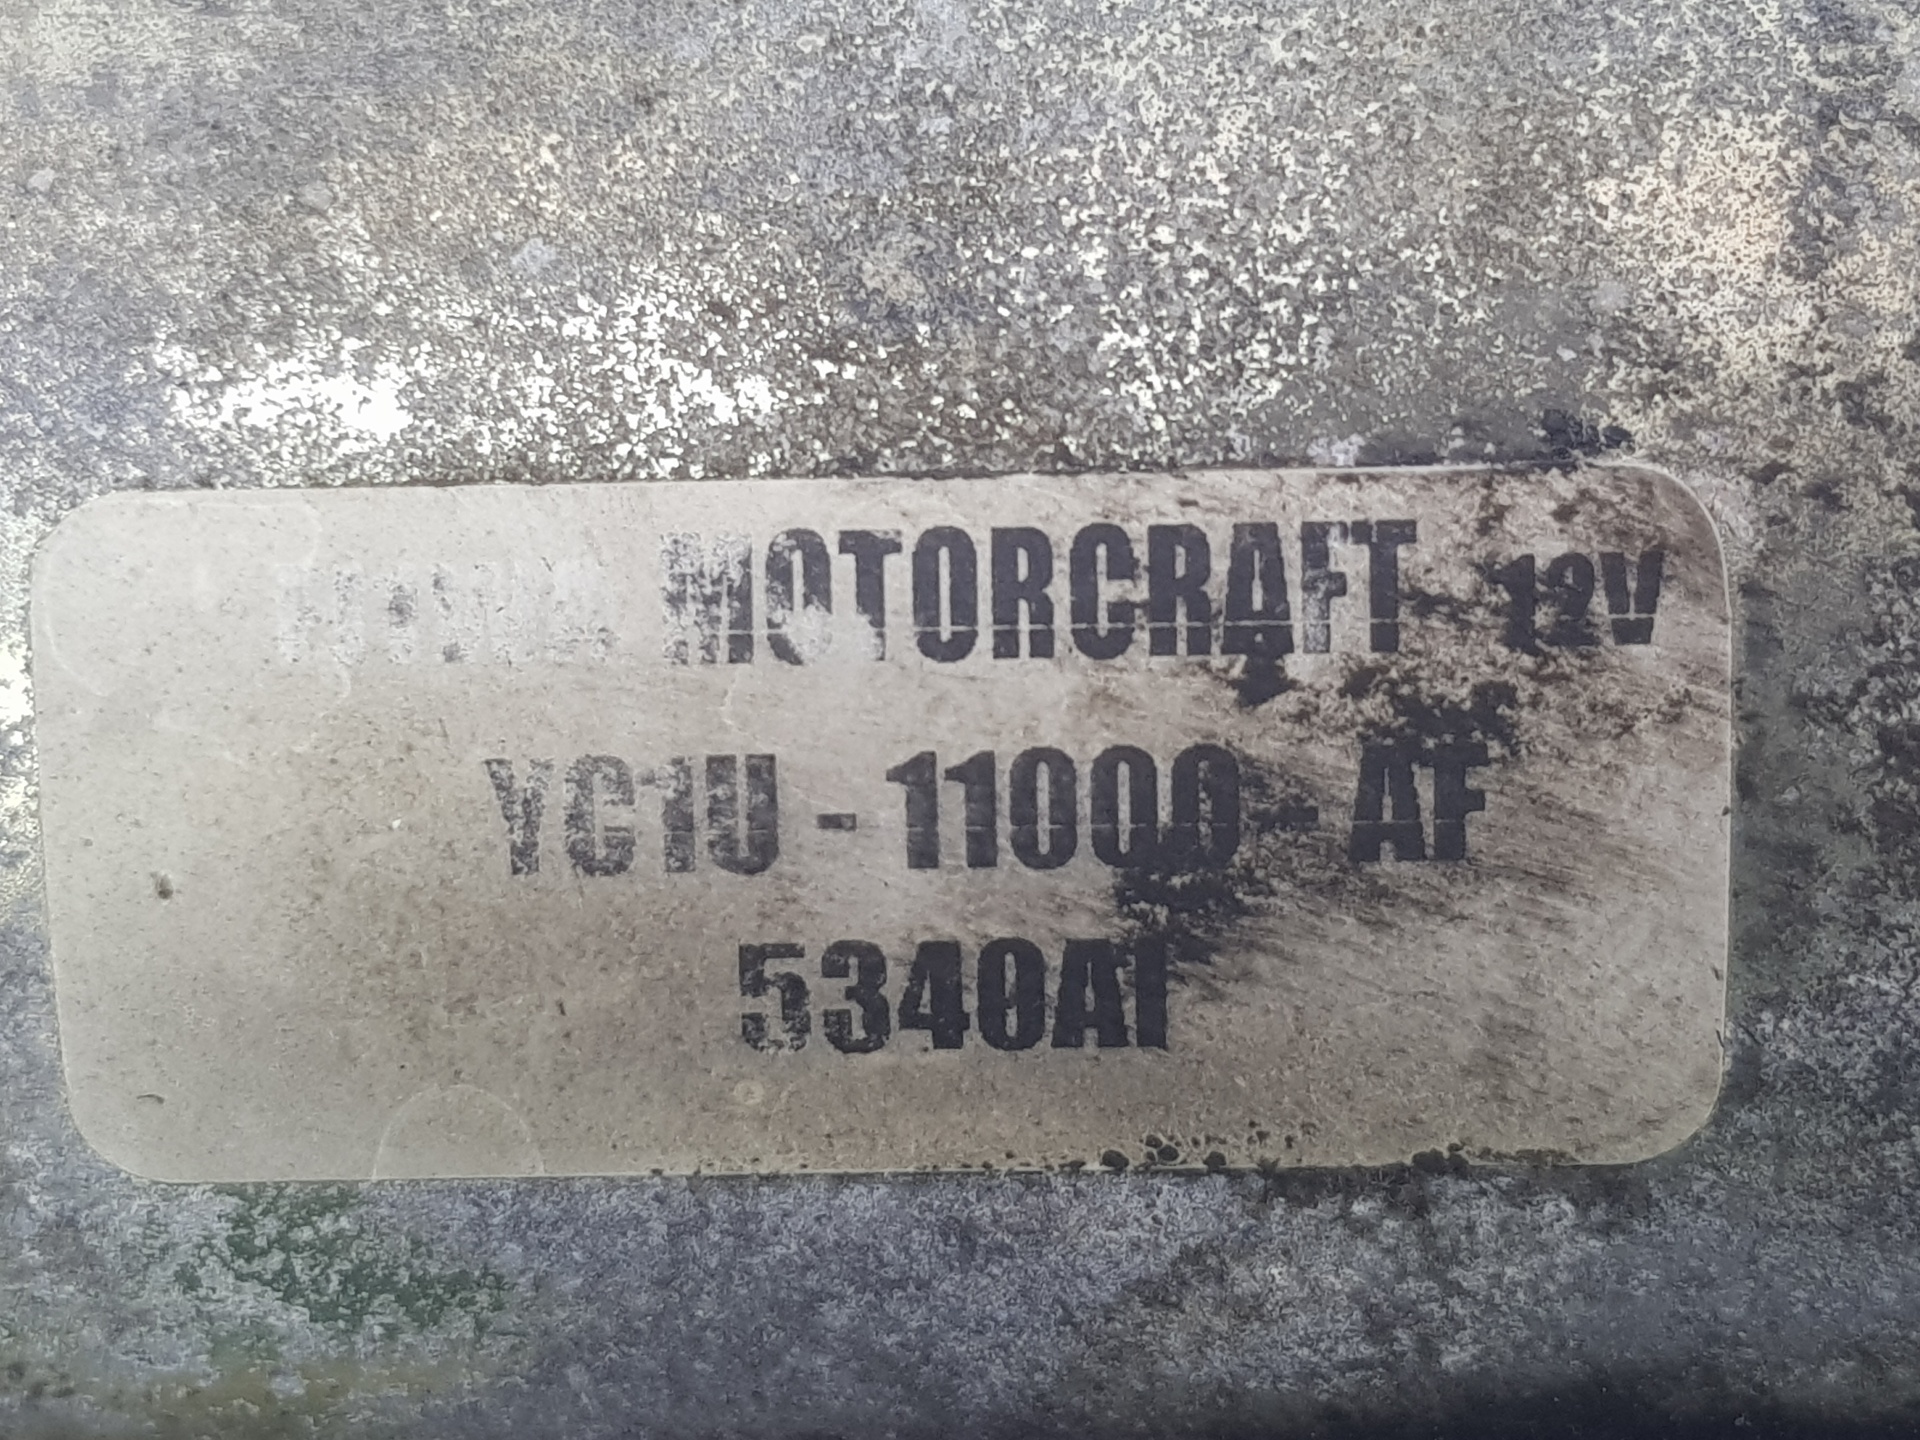 MOTORCRAFT 12V
YC1U - 11000 - AF
5340AI